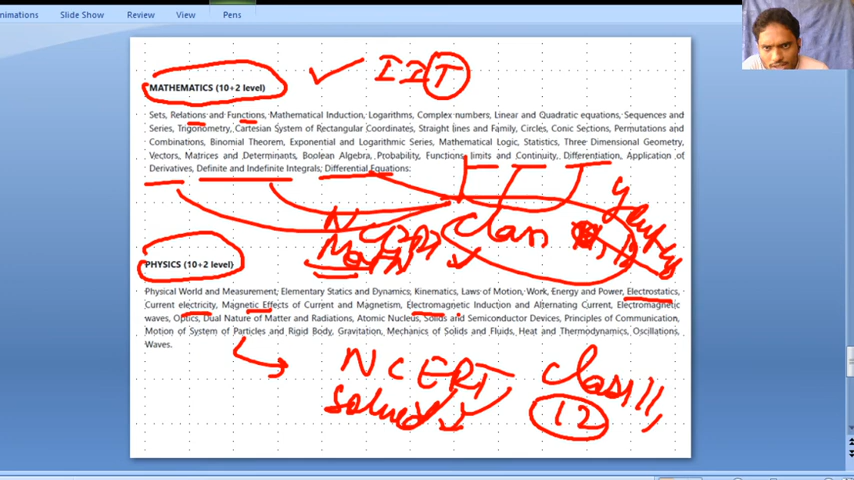 nimations Slide Show Review View Pens
IIT
MATHEMATICS (10+2 level)
Sets, Relations and Functions, Mathematical Induction, Logarithms, Complex numbers, Linear and Quadratic equations, Sequences and
Series, Trigonometry, Cartesian System of Rectangular Coordinates, Straight lines and Family, Circles, Conic Sections, Permutations and
Combinations, Binomial Theorem, Exponential and Logarithmic Series, Mathematical Logic, Statistics, Three Dimensional Geometry,
Vectors, Matrices and Determinants, Boolean Algebra, Probability, Functions, limits and Continuity, Differentiation, Application of
Derivatives, Definite and Indefinite Integrals, Differential Equations:
NCERT
PHYSICS (10+2 level)
Physical World and Measurement, Elementary Statics and Dynamics, Kinematics, Laws of Motion, Work, Energy and Power, Electrostatics,
Current electricity, Magnetic Effects of Current and Magnetism, Electromagnetic Induction and Alternating Current, Electromagnetic
waves, Optics, Dual Nature of Matter and Radiations, Atomic Nucleus, Solids and Semiconductor Devices, Principles of Communication,
Motion of System of Particles and Rigid Body, Gravitation, Mechanics of Solids and Fluids, Heat and Thermodynamics, Oscillations,
Waves.
NCERT class 11,
solved 12